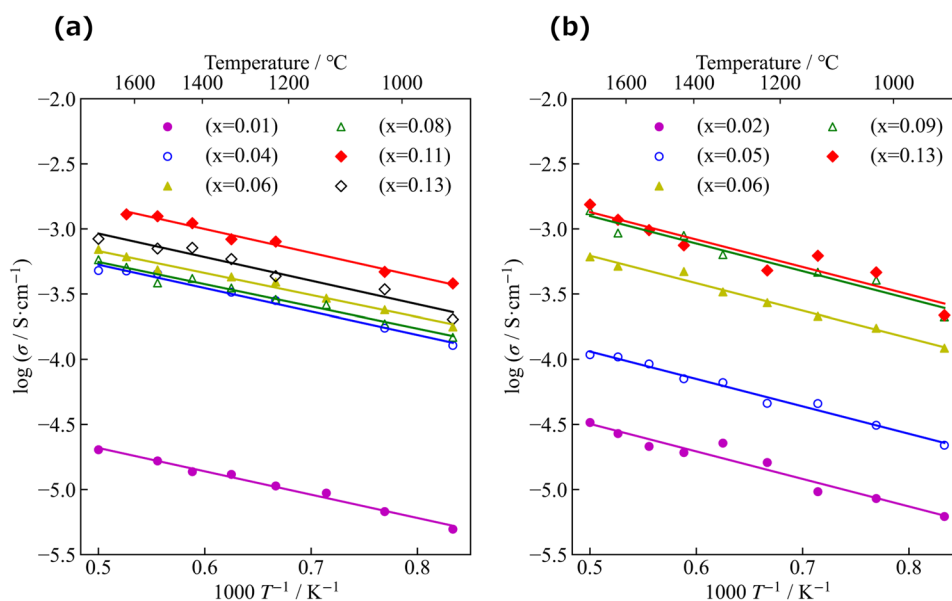 (a)
Temperature / °C
1600 1400 1200 1000
−2.0
−2.5
−3.0
−3.5
−4.0
−4.5
−5.0
−5.5
log (σ / S·cm⁻¹)
(x=0.01) (x=0.08)
(x=0.04) (x=0.11)
(x=0.06) (x=0.13)
0.5 0.6 0.7 0.8
1000 T⁻¹ / K⁻¹
(b)
Temperature / °C
1600 1400 1200 1000
−2.0
−2.5
−3.0
−3.5
−4.0
−4.5
−5.0
−5.5
log (σ / S·cm⁻¹)
(x=0.02) (x=0.09)
(x=0.05) (x=0.13)
(x=0.06)
0.5 0.6 0.7 0.8
1000 T⁻¹ / K⁻¹